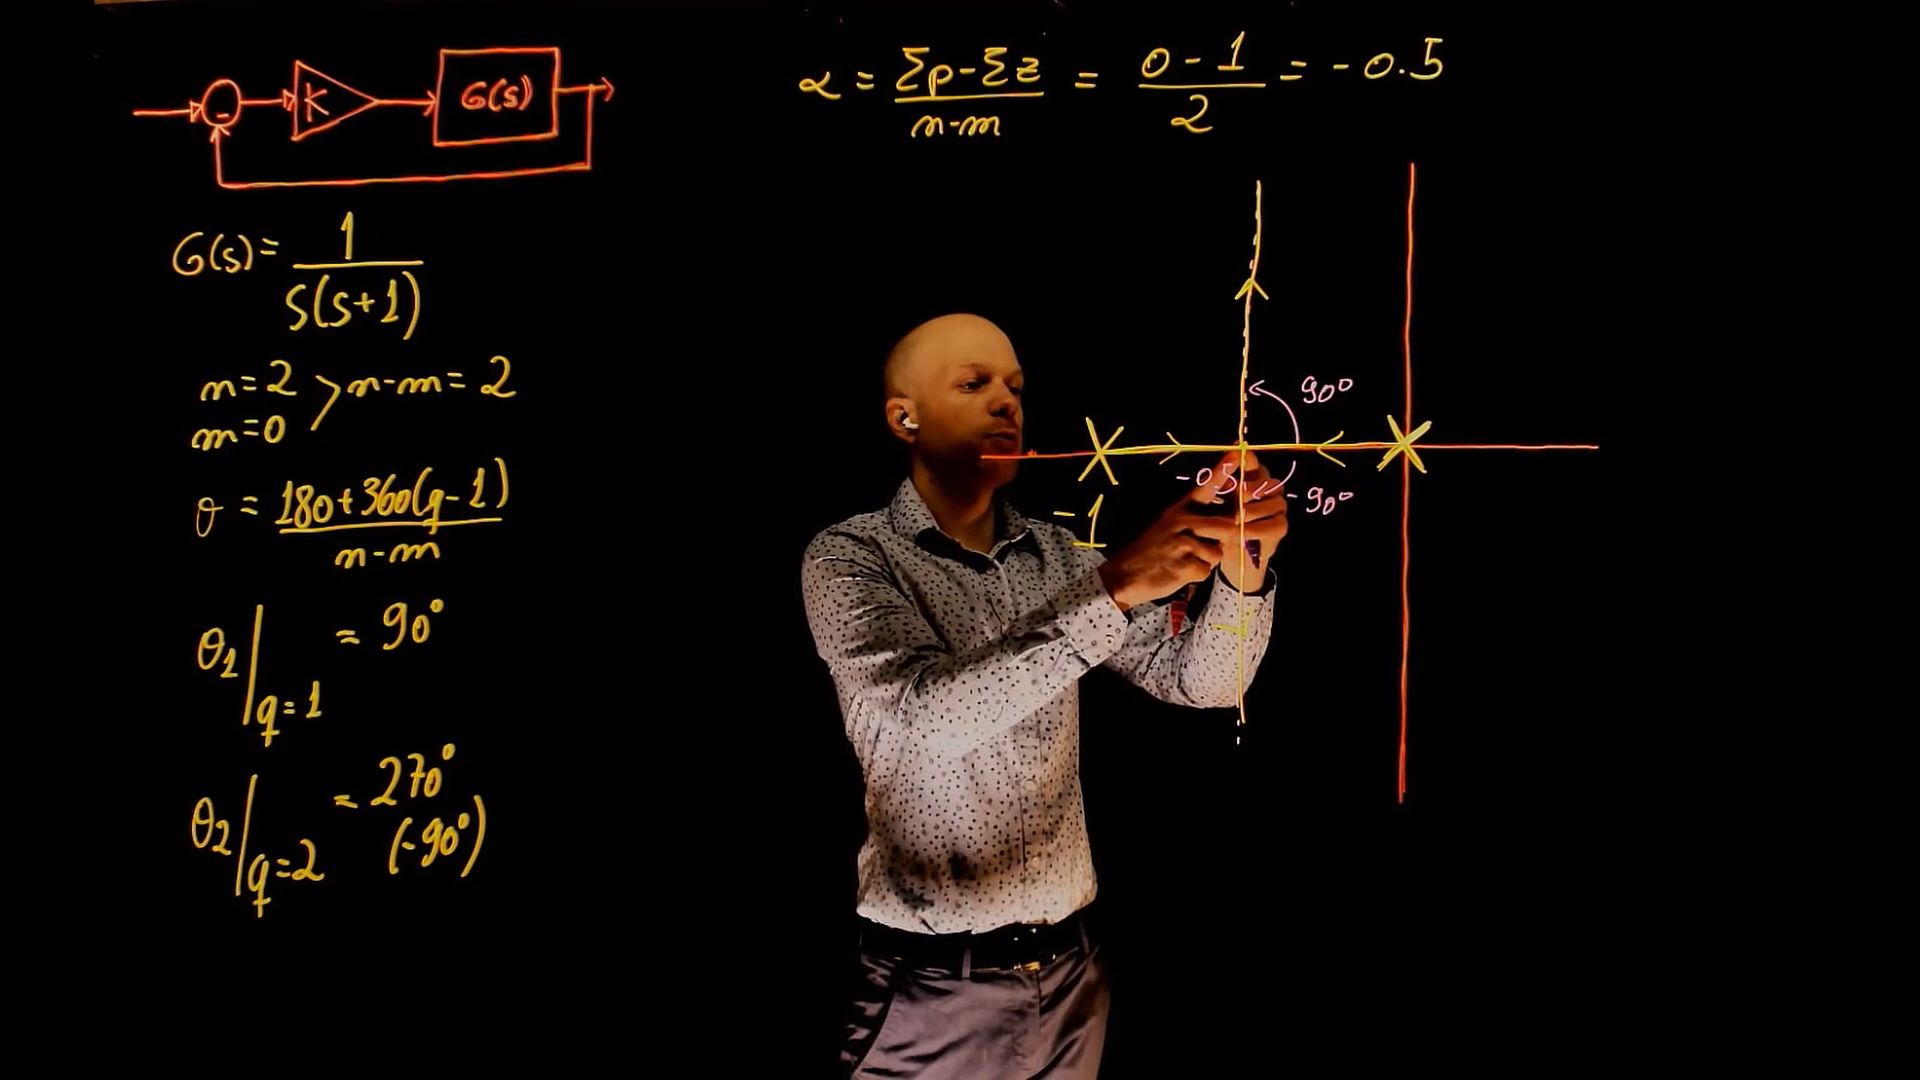 K
G(s)
α = Σp-Σz / n-m = 0-1 / 2 = -0.5
G(s) = 1 / s(s+1)
n=2 > n-m = 2
m=0
θ = 180+360(q-1) / n-m
θ1 | q=1 = 90°
θ2 | q=2 = 270°
(-90°)
90°
-0.5
-90°
-1